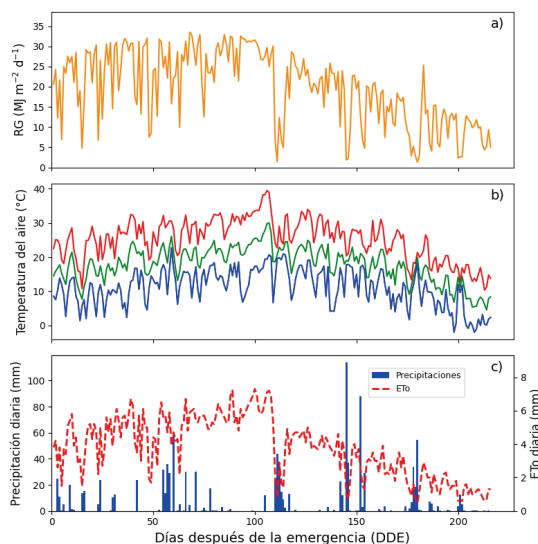 a)
RG (MJ m⁻² d⁻¹)
35
30
25
20
15
10
5
0
b)
Temperatura del aire (°C)
40
30
20
10
0
c)
Precipitaciones
ETo
Precipitación diaria (mm)
100
80
60
40
20
0
ETo diaria (mm)
8
6
4
2
0
0 50 100 150 200
Días después de la emergencia (DDE)